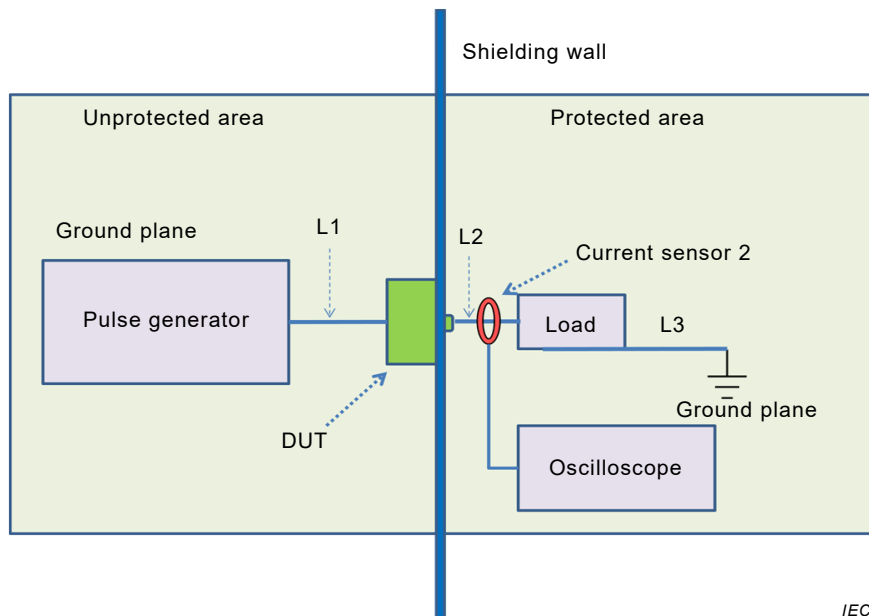 Shielding wall
Unprotected area
Protected area
Ground plane
L1
L2
Current sensor 2
Pulse generator
Load
L3
Ground plane
DUT
Oscilloscope
IEC